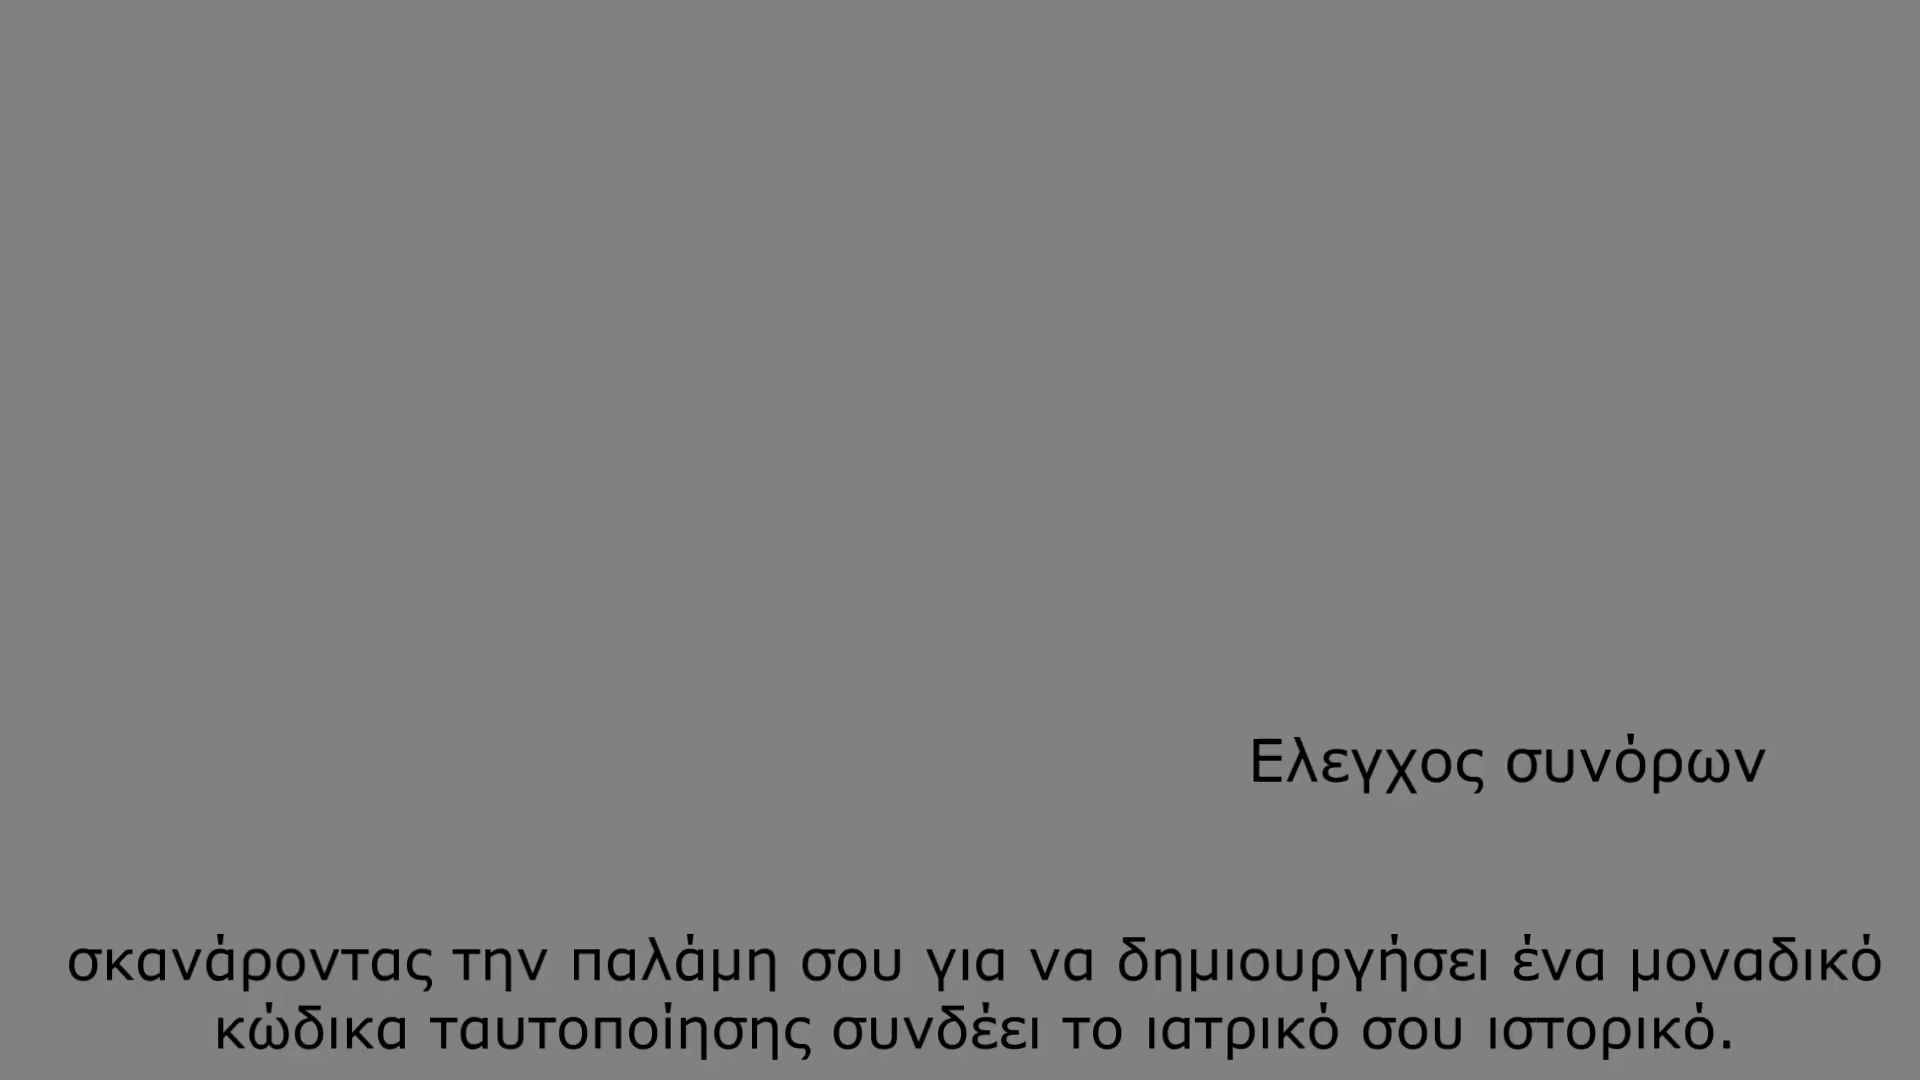 Ελεγχος συνόρων
σκανάροντας την παλάμη σου για να δημιουργήσει ένα μοναδικό
κώδικα ταυτοποίησης συνδέει το ιατρικό σου ιστορικό.